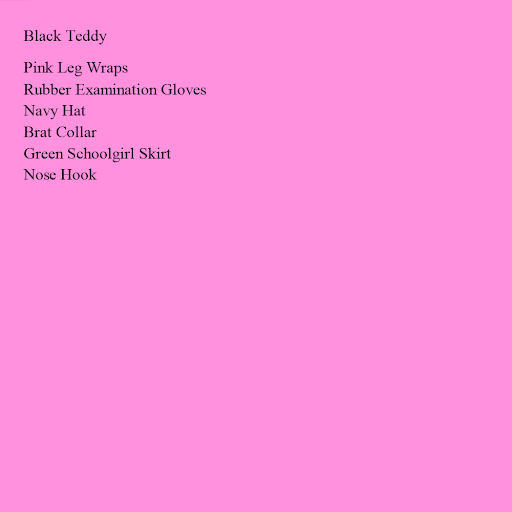 Black Teddy
Pink Leg Wraps
Rubber Examination Gloves
Navy Hat
Brat Collar
Green Schoolgirl Skirt
Nose Hook